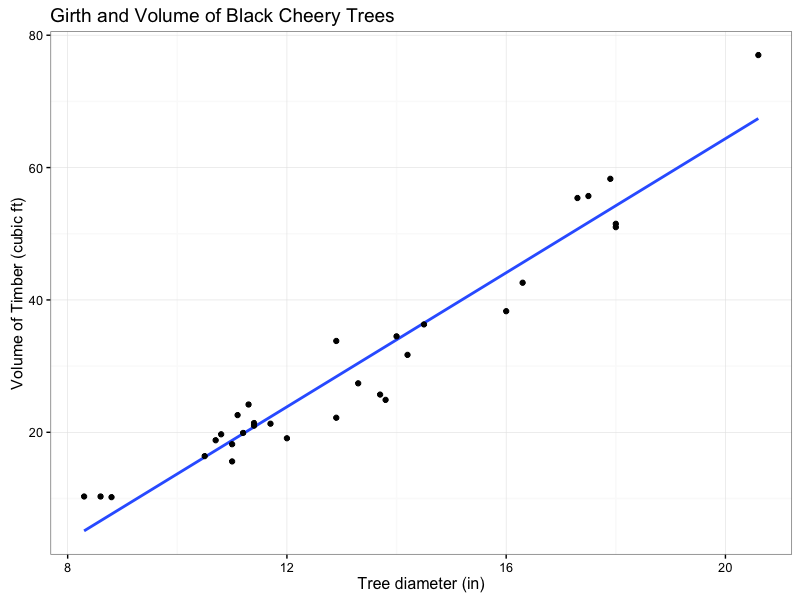 Girth and Volume of Black Cheery Trees
80
60
40
20
Volume of Timber (cubic ft)
8 12 16 20
Tree diameter (in)